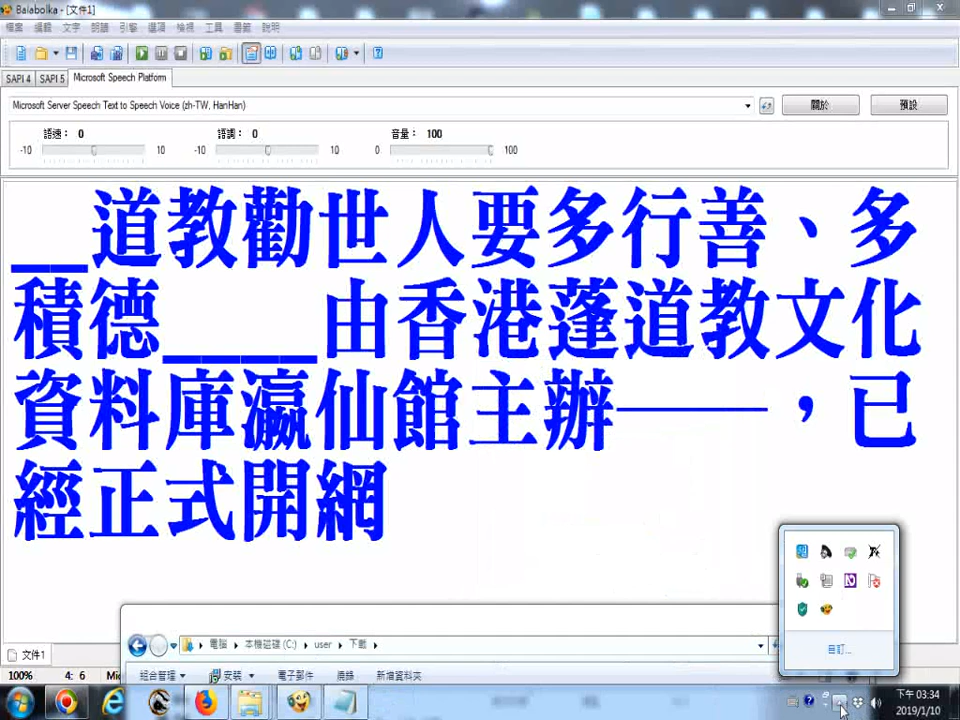 Balabolka - [文件1]
檔案 編輯 文字 朗讀 引擎 選項 檢視 工具 書籤 說明
SAPI 4 SAPI 5 Microsoft Speech Platform
Microsoft Server Speech Text to Speech Voice (zh-TW, HanHan) 關於 預設
語速： 0 語調： 0 音量： 100
-10 10 -10 10 0 100
__道教勸世人要多行善、多
積德____由香港蓬道教文化
資料庫瀛仙館主辦──，已
經正式開網
自訂...
電腦 本機磁碟 (C:) user 下載
文件1
100% 4: 6 Mi
組合管理 安裝 電子郵件 燒錄 新增資料夾
下午 03:34
2019/1/10